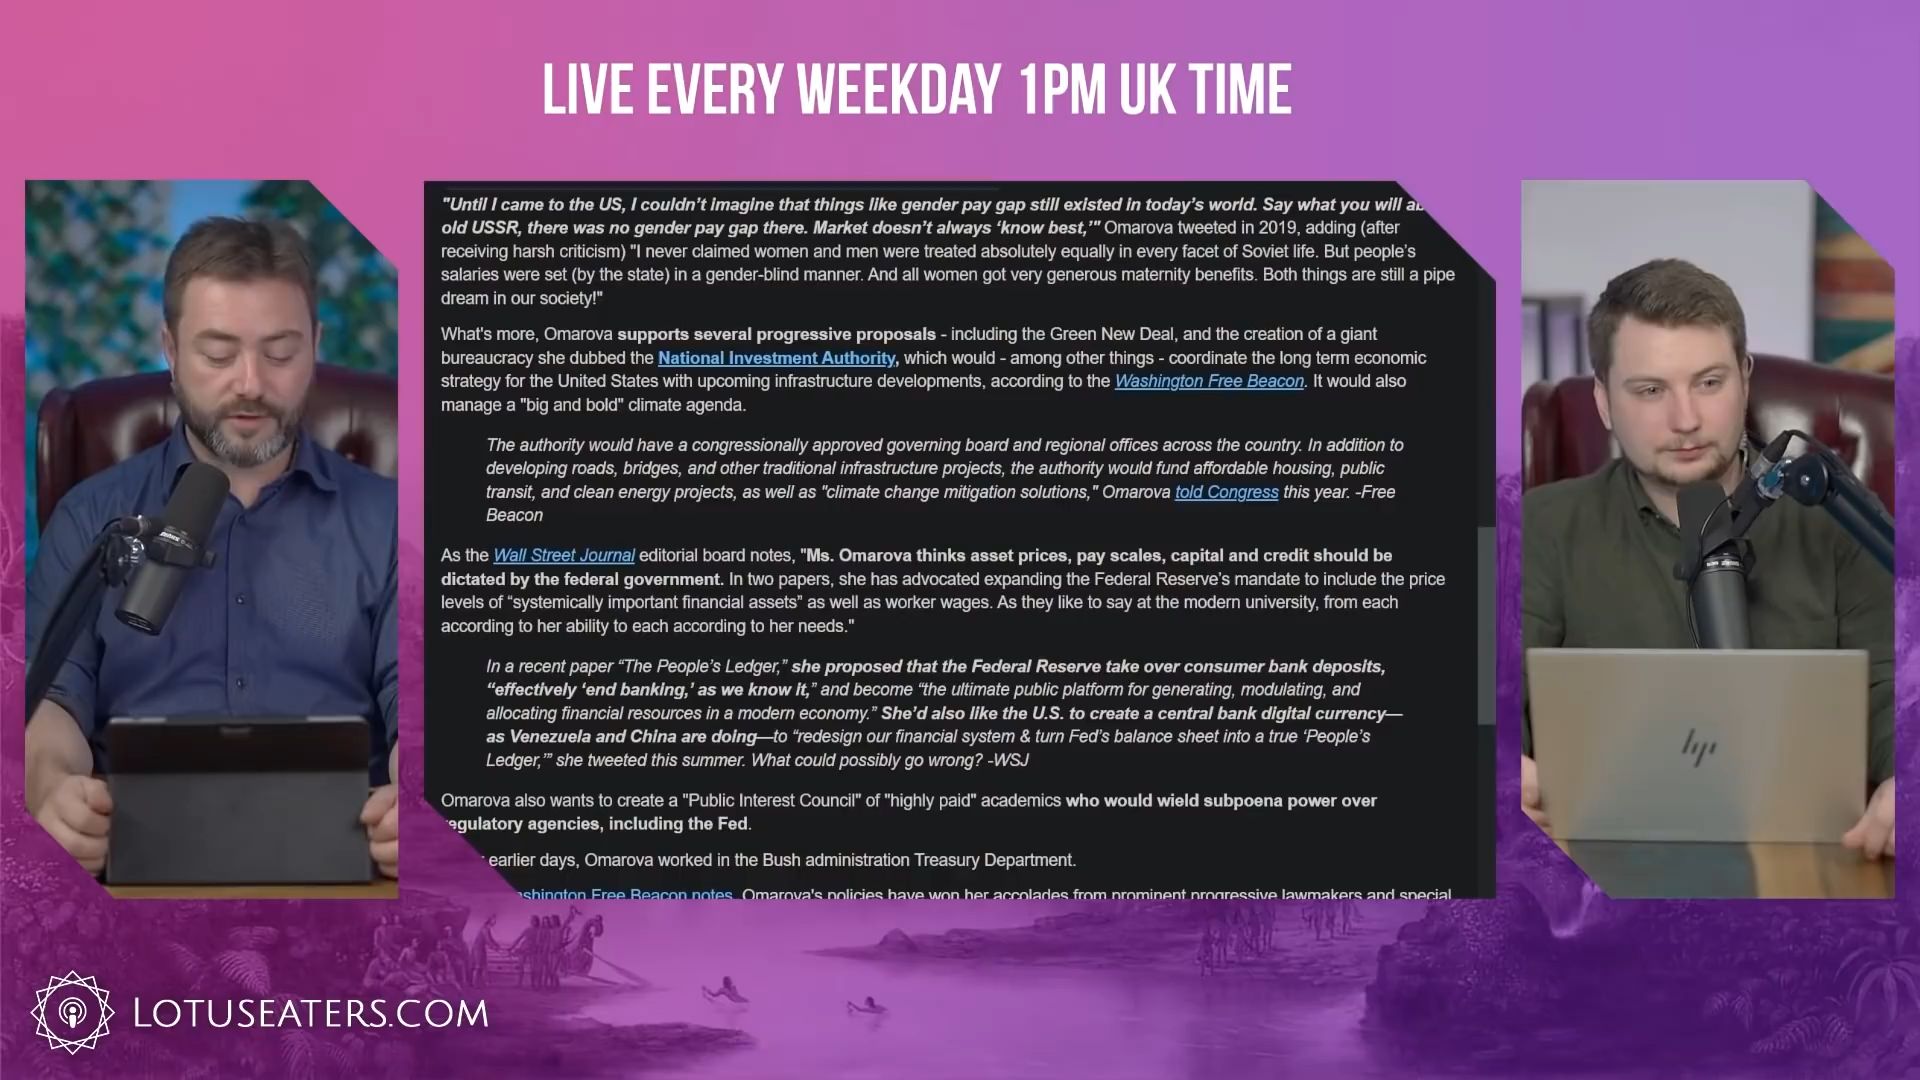 LIVE EVERY WEEKDAY 1PM UK TIME
"Until I came to the US, I couldn't imagine that things like gender pay gap still existed in today's world. Say what you will
old USSR, there was no gender pay gap there. Market doesn't always 'know best,'" Omarova tweeted in 2019, adding (after
receiving harsh criticism) "I never claimed women and men were treated absolutely equally in every facet of Soviet life. But people's
salaries were set (by the state) in a gender-blind manner. And all women got very generous maternity benefits. Both things are still a pipe
dream in our society!"
What's more, Omarova supports several progressive proposals - including the Green New Deal, and the creation of a giant
bureaucracy she dubbed the National Investment Authority, which would - among other things - coordinate the long term economic
strategy for the United States with upcoming infrastructure developments, according to the Washington Free Beacon. It would also
manage a "big and bold" climate agenda.
The authority would have a congressionally approved governing board and regional offices across the country. In addition to
developing roads, bridges, and other traditional infrastructure projects, the authority would fund affordable housing, public
transit, and clean energy projects, as well as "climate change mitigation solutions," Omarova told Congress this year. -Free
Beacon
As the Wall Street Journal editorial board notes, "Ms. Omarova thinks asset prices, pay scales, capital and credit should be
dictated by the federal government. In two papers, she has advocated expanding the Federal Reserve's mandate to include the price
levels of “systemically important financial assets” as well as worker wages. As they like to say at the modern university, from each
according to her ability to each according to her needs."
In a recent paper “The People's Ledger,” she proposed that the Federal Reserve take over consumer bank deposits,
“effectively ‘end banking,’ as we know it,” and become “the ultimate public platform for generating, modulating, and
allocating financial resources in a modern economy.” She'd also like the U.S. to create a central bank digital currency—
as Venezuela and China are doing—to “redesign our financial system & turn Fed's balance sheet into a true ‘People's
Ledger,’” she tweeted this summer. What could possibly go wrong? -WSJ
Omarova also wants to create a "Public Interest Council" of "highly paid" academics who would wield subpoena power over
regulatory agencies, including the Fed.
earlier days, Omarova worked in the Bush administration Treasury Department.
Washington Free Beacon notes, Omarova's policies have won her accolades from prominent progressive lawmakers and special
hp
LOTUSEATERS.COM